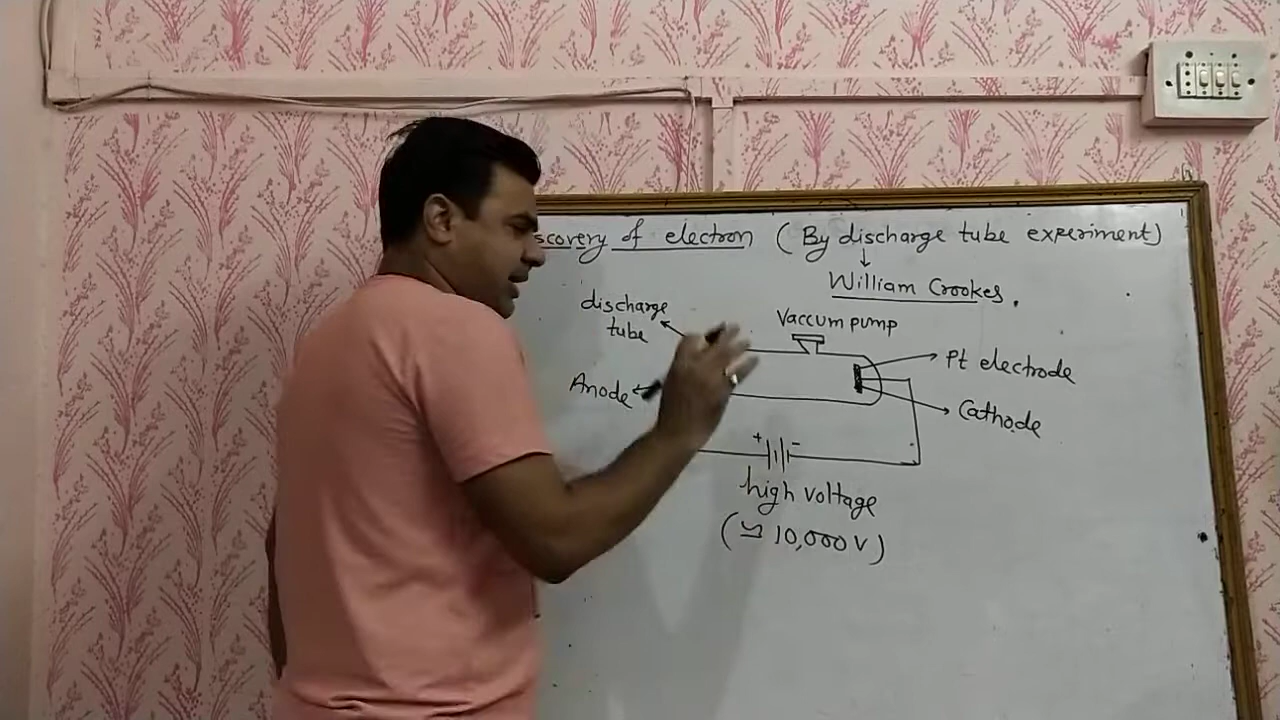 scovery of electron ( By discharge tube experiment)
William Crookes.
discharge
tube
Vaccum pump
Pt electrode
Anode
Cathode
+ -
high voltage
(≃ 10,000 V)